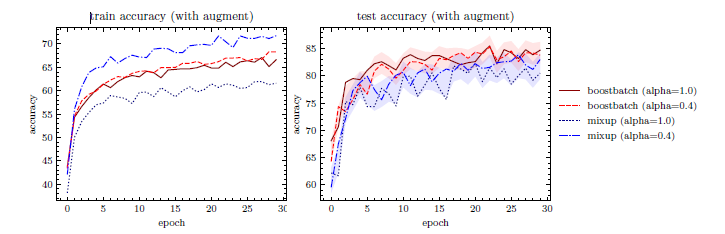 train accuracy (with augment)
test accuracy (with augment)
accuracy
70
65
60
55
50
45
40
0
5
10
15
20
25
30
epoch
accuracy
85
80
75
70
65
60
0
5
10
15
20
25
30
epoch
boostbatch (alpha=1.0)
boostbatch (alpha=0.4)
mixup (alpha=1.0)
mixup (alpha=0.4)